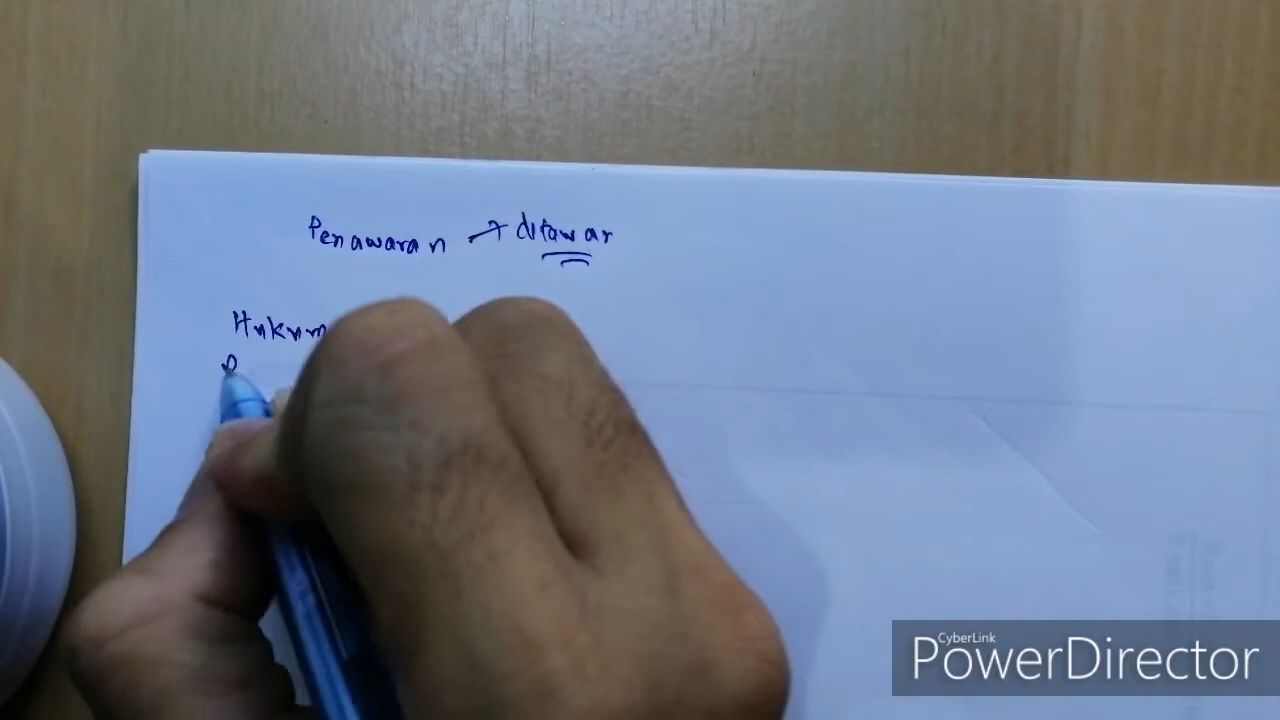 Penawaran → ditawar
Hukum
P
CyberLink
PowerDirector